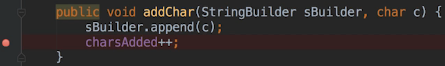 public void addChar(StringBuilder sBuilder, char c) {
sBuilder.append(c);
charsAdded++;
}